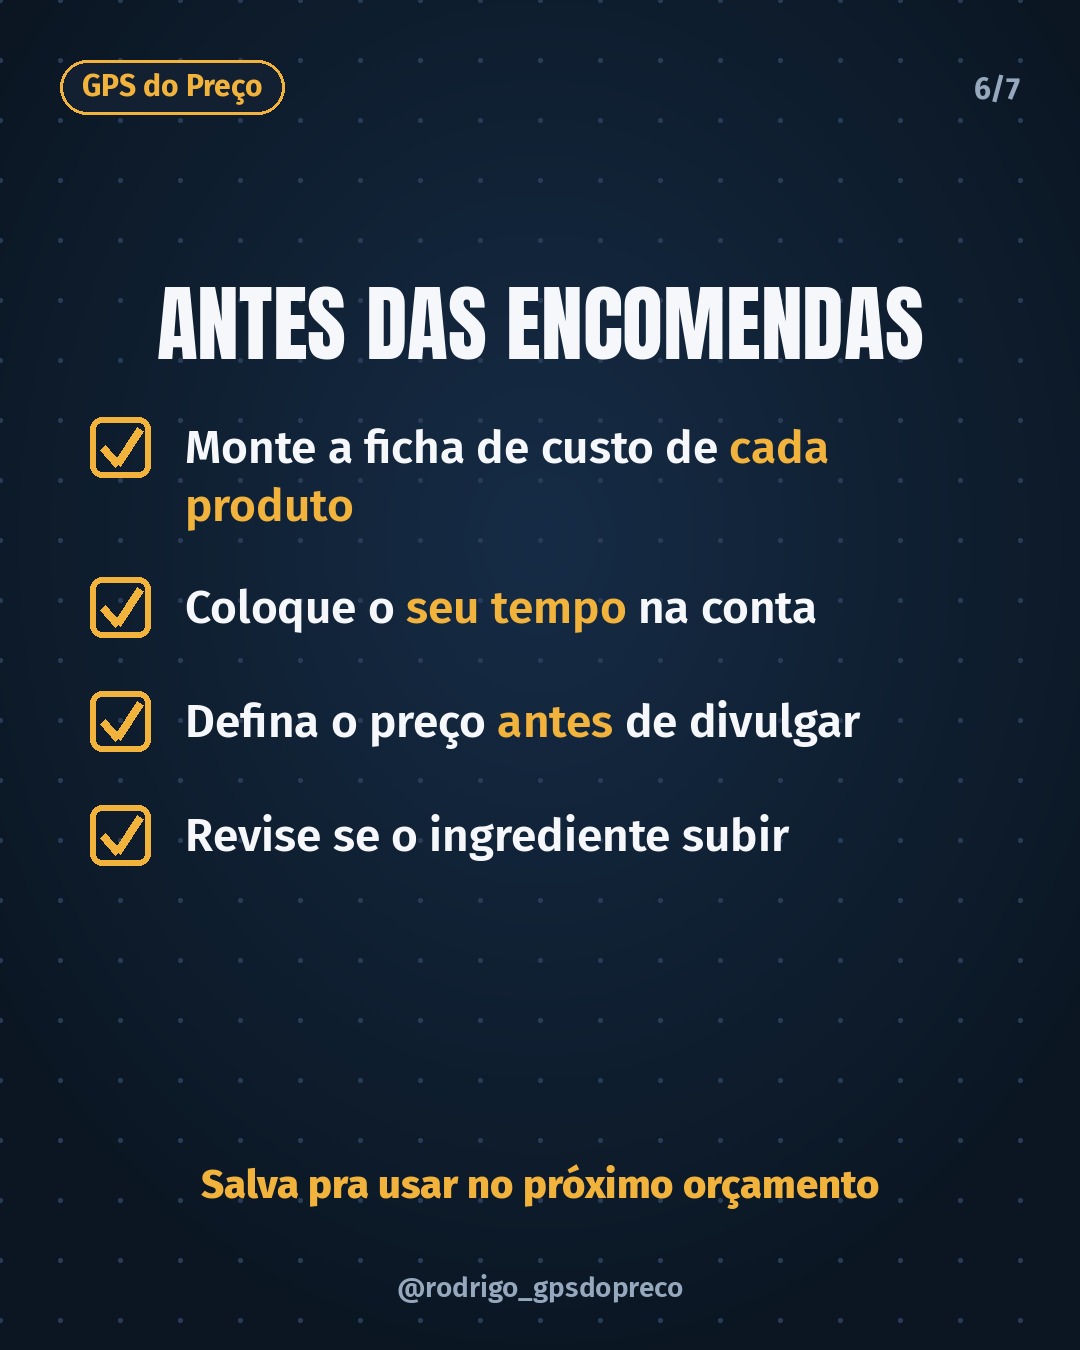 GPS do Preço
6/7
ANTES DAS ENCOMENDAS
Monte a ficha de custo de cada
produto
Coloque o seu tempo na conta
Defina o preço antes de divulgar
Revise se o ingrediente subir
Salva pra usar no próximo orçamento
@rodrigo_gpsdopreco